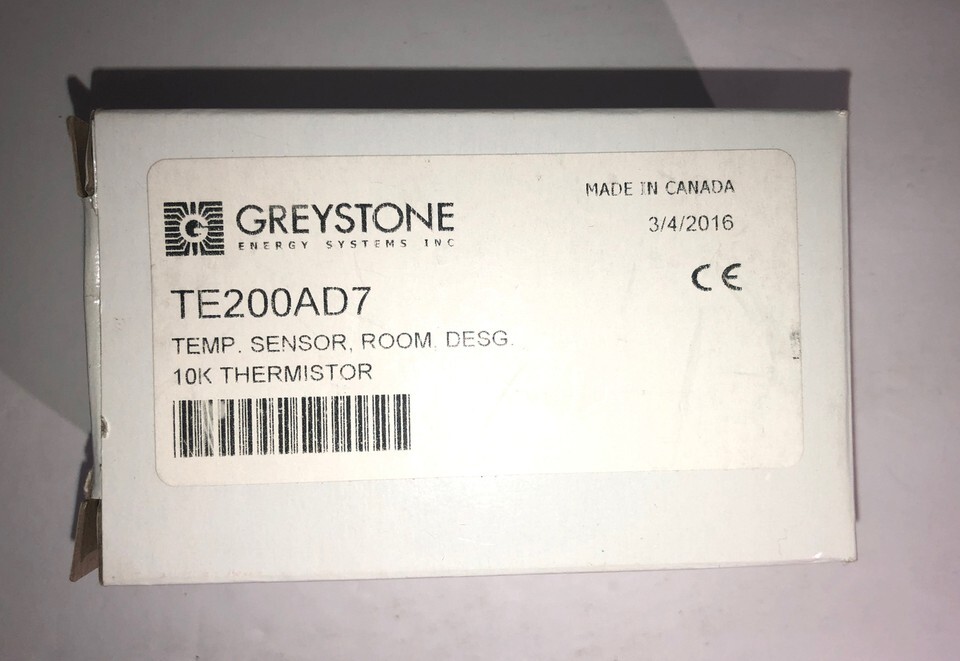 MADE IN CANADA
3/4/2016
CE
G
GREYSTONE
ENERGY SYSTEMS INC
TE200AD7
TEMP. SENSOR, ROOM, DESG.
10K THERMISTOR